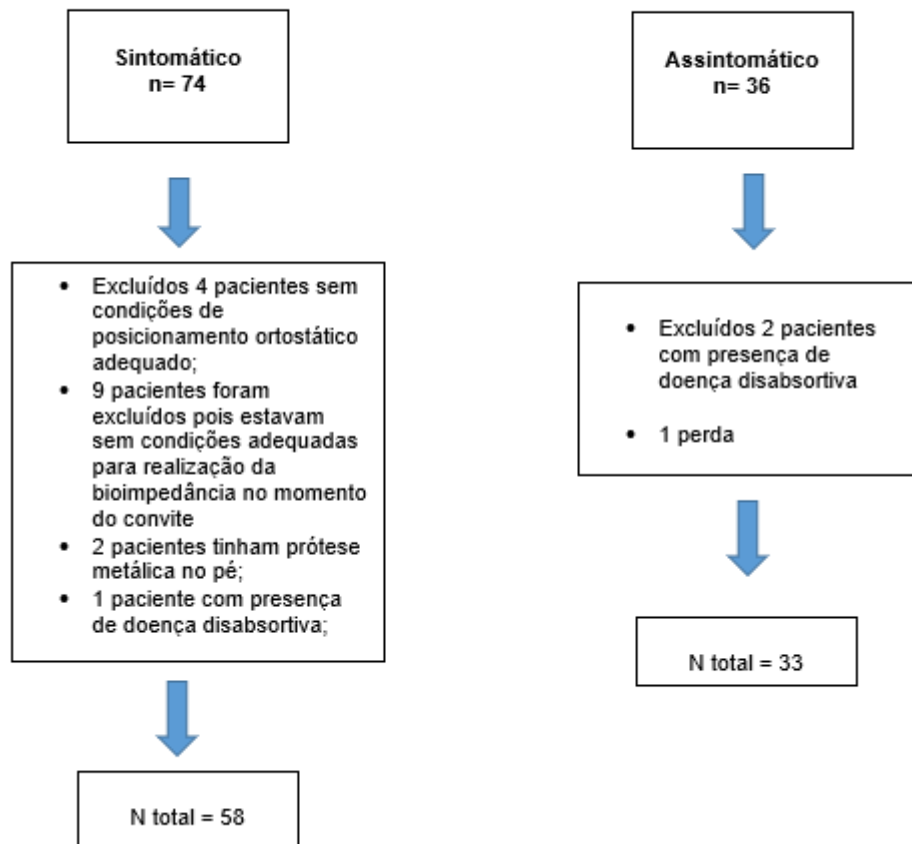 Sintomático
n= 74
• Excluídos 4 pacientes sem
condições de
posicionamento ortostático
adequado;
• 9 pacientes foram
excluídos pois estavam
sem condições adequadas
para realização da
bioimpedância no momento
do convite
• 2 pacientes tinham prótese
metálica no pé;
• 1 paciente com presença
de doença disabsortiva;
N total = 58
Assintomático
n= 36
• Excluídos 2 pacientes
com presença de
doença disabsortiva
• 1 perda
N total = 33